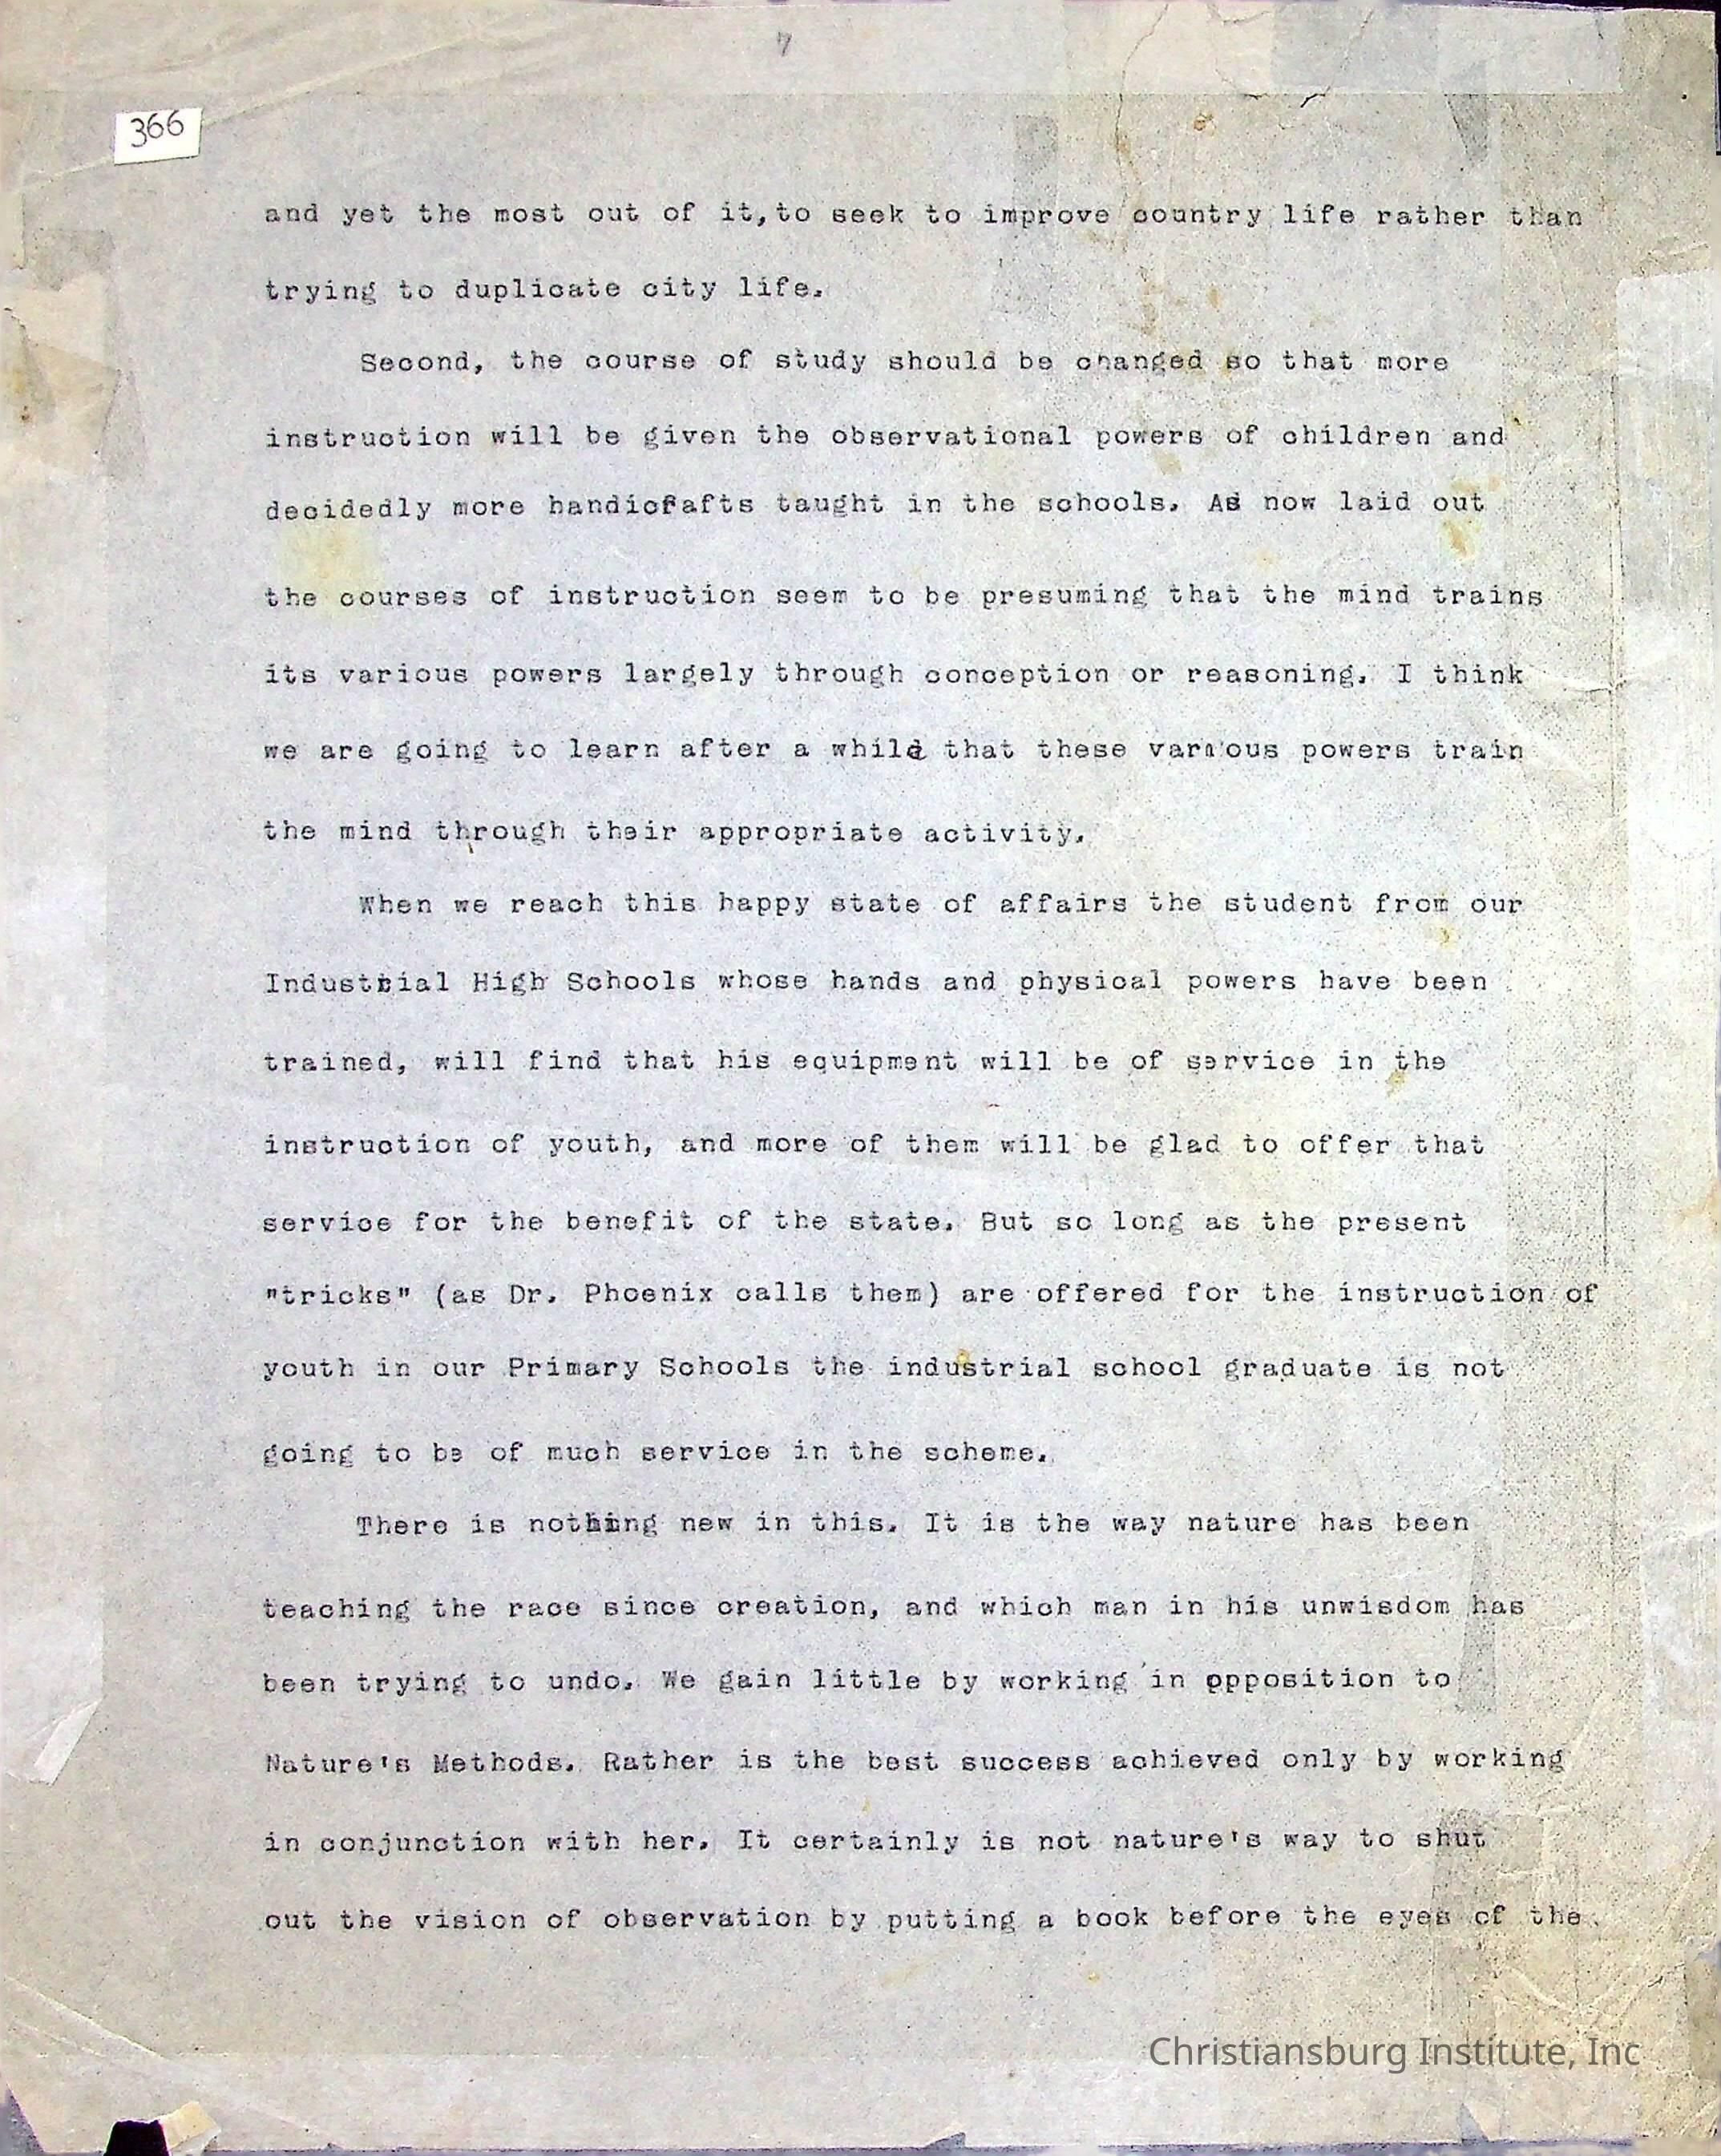 7
366
and yet the most out of it,to seek to improve country life rather than
trying to duplicate city life.
Second, the course of study should be changed so that more
instruction will be given the observational powers of children and
decidedly more handicrafts taught in the schools. As now laid out
the courses of instruction seem to be presuming that the mind trains
its various powers largely through conception or reasoning. I think
we are going to learn after a while that these various powers train
the mind through their appropriate activity.
When we reach this happy state of affairs the student from our
Industrial High Schools whose hands and physical powers have been
trained, will find that his equipment will be of service in the
instruction of youth, and more of them will be glad to offer that
service for the benefit of the state. But so long as the present
"tricks" (as Dr. Phoenix calls them) are offered for the instruction of
youth in our Primary Schools the industrial school graduate is not
going to be of much service in the scheme.
There is nothing new in this. It is the way nature has been
teaching the race since creation, and which man in his unwisdom has
been trying to undo. We gain little by working in opposition to
Nature's Methods. Rather is the best success achieved only by working
in conjunction with her. It certainly is not nature's way to shut
out the vision of observation by putting a book before the eyes of the
Christiansburg Institute, Inc